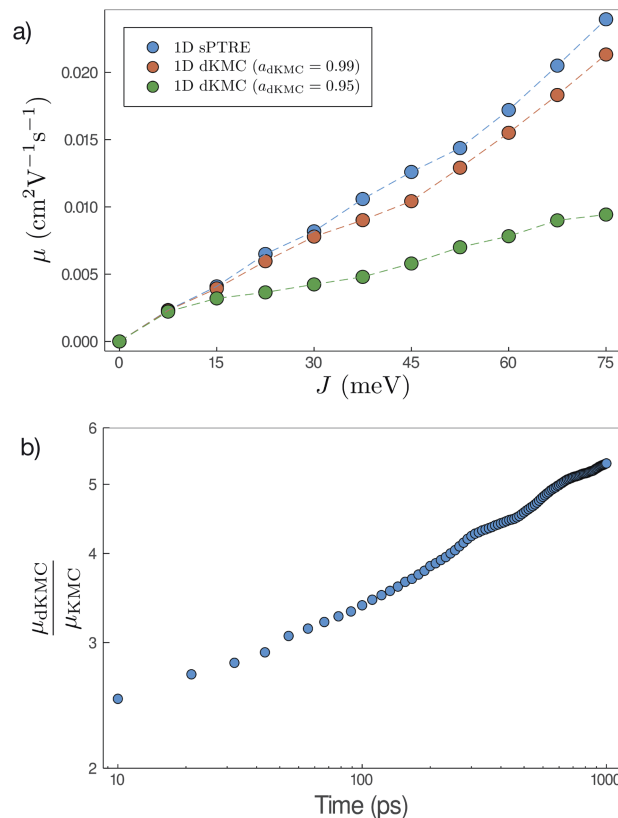 a)
1D sPTRE
1D dKMC (a_dKMC = 0.99)
1D dKMC (a_dKMC = 0.95)
μ (cm²V⁻¹s⁻¹)
0.020
0.015
0.010
0.005
0.000
0 15 30 45 60 75
J (meV)
b)
6
5
4
3
2
μ_dKMC
μ_KMC
10 100 1000
Time (ps)